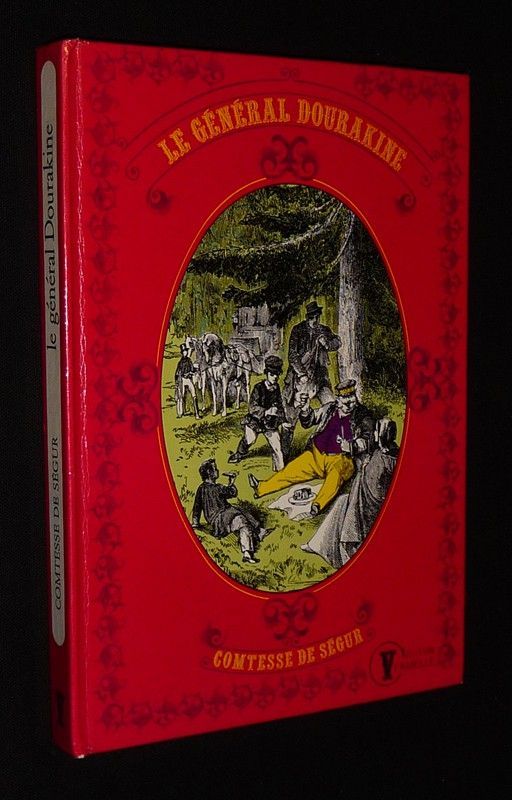 LE GÉNÉRAL DOURAKINE
COMTESSE DE SÉGUR
V
le général Dourakine
COMTESSE DE SÉGUR
V